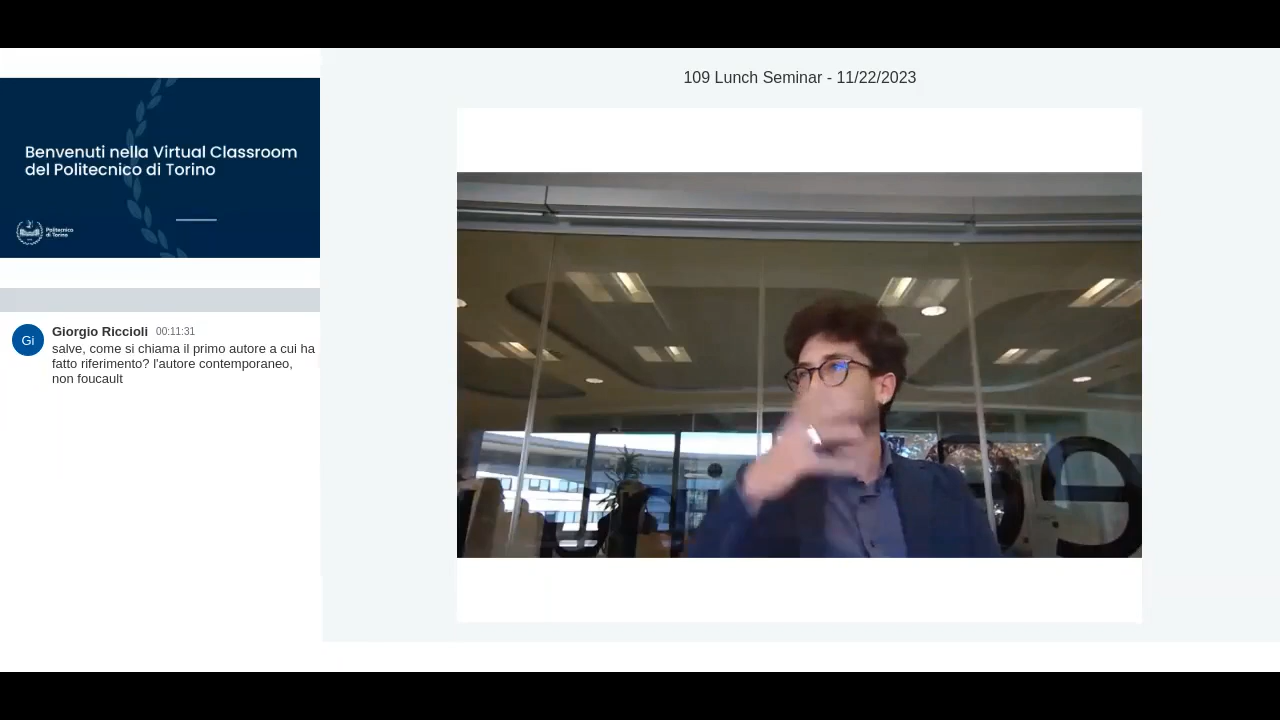 109 Lunch Seminar - 11/22/2023
Benvenuti nella Virtual Classroom
del Politecnico di Torino
Politecnico
di Torino
Gi
Giorgio Riccioli 00:11:31
salve, come si chiama il primo autore a cui ha
fatto riferimento? l'autore contemporaneo,
non foucault